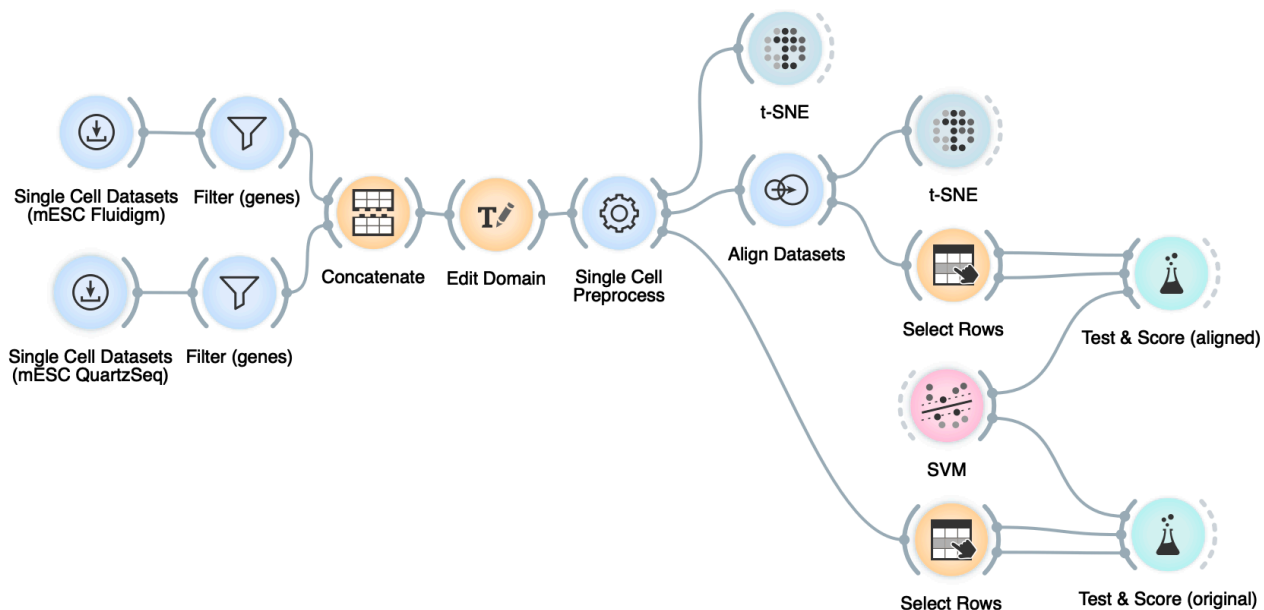 t-SNE
t-SNE
Single Cell Datasets
(mESC Fluidigm)
Filter (genes)
Concatenate
Edit Domain
Single Cell
Preprocess
Align Datasets
Select Rows
Test & Score (aligned)
Single Cell Datasets
(mESC QuartzSeq)
Filter (genes)
SVM
Select Rows
Test & Score (original)